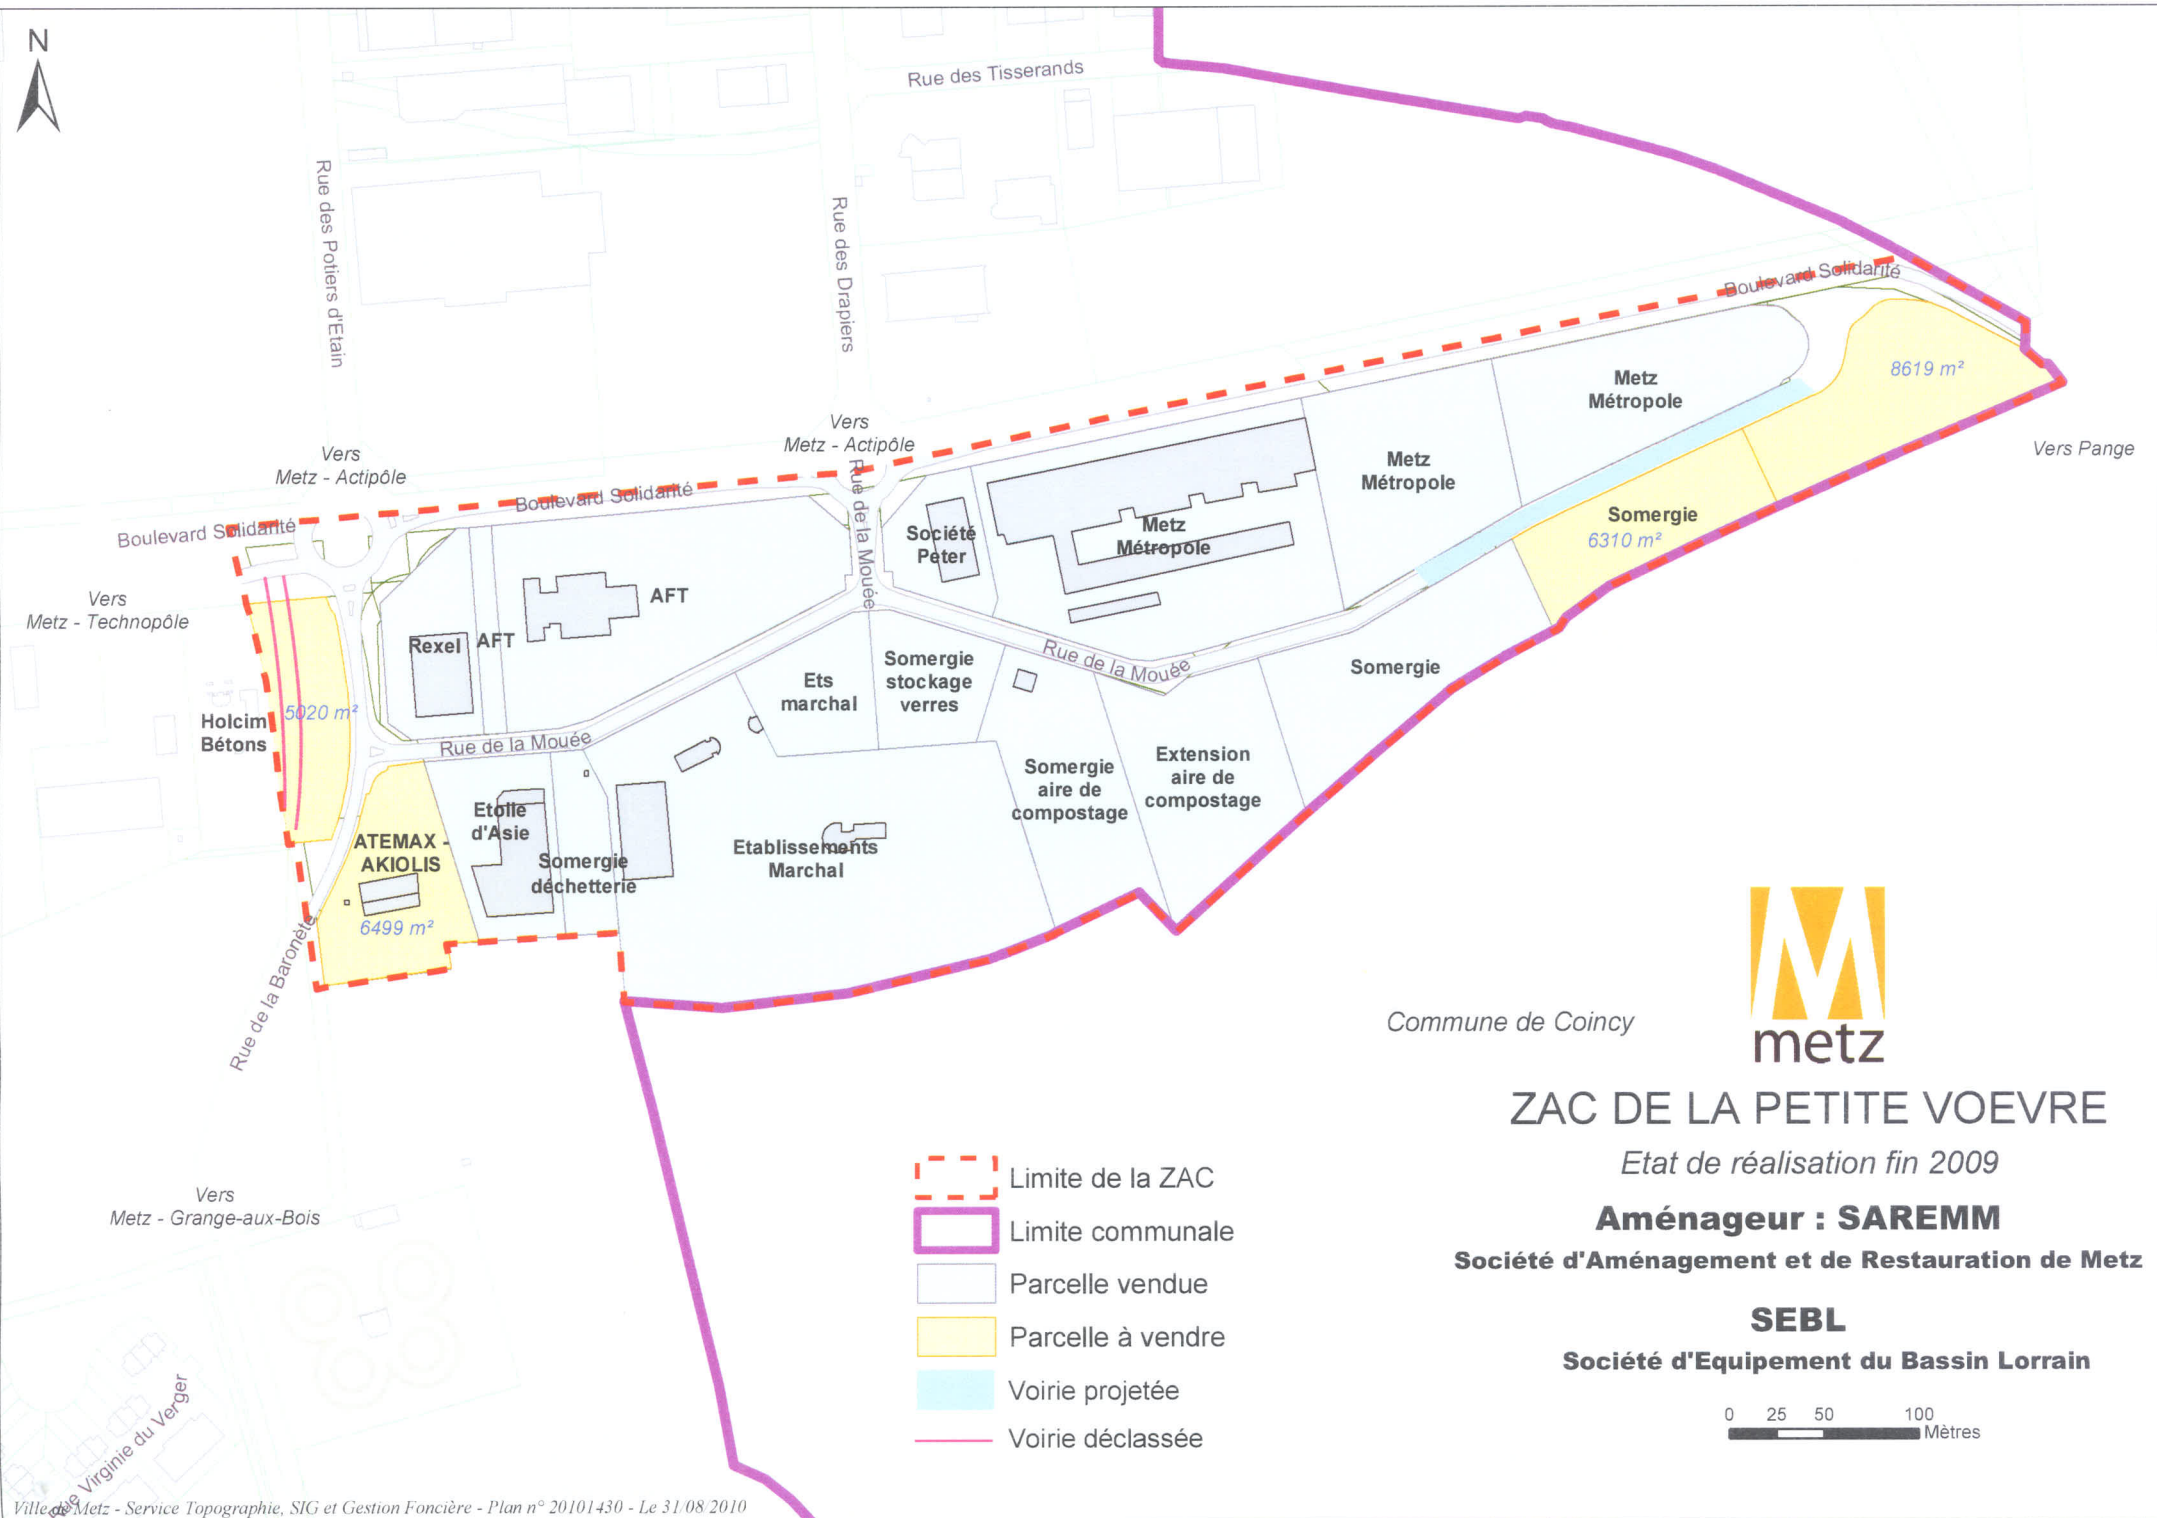 N
Rue des Tisserands
Rue des Potiers d'Etain
Rue des Drapiers
Boulevard Solidarité
8619 m²
Metz
Métropole
Vers
Metz - Actipôle
Vers
Metz - Actipôle
Vers Pange
Metz
Métropole
Boulevard Solidarité
Boulevard Solidarité
Rue de la Mouée
Société
Peter
Metz
Métropole
Somergie
6310 m²
Vers
Metz - Technopôle
AFT
Rexel
AFT
Rue de la Mouée
Somergie
Somergie
stockage
verres
Ets
marchal
Holcim
Bétons
5020 m²
Rue de la Mouée
Somergie
aire de
compostage
Extension
aire de
compostage
Etoile
d'Asie
ATEMAX -
AKIOLIS
Somergie
déchetterie
Etablissements
Marchal
6499 m²
Rue de la Baronète
Commune de Coincy
metz
ZAC DE LA PETITE VOEVRE
Etat de réalisation fin 2009
Aménageur : SAREMM
Société d'Aménagement et de Restauration de Metz
SEBL
Société d'Equipement du Bassin Lorrain
0 25 50 100
Mètres
Limite de la ZAC
Limite communale
Parcelle vendue
Parcelle à vendre
Voirie projetée
Voirie déclassée
Vers
Metz - Grange-aux-Bois
Rue Virginie du Verger
Ville de Metz - Service Topographie, SIG et Gestion Foncière - Plan n° 20101430 - Le 31/08/2010